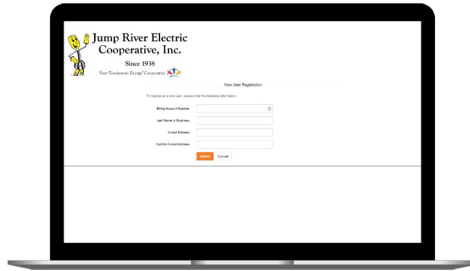 Jump River Electric
Cooperative, Inc.
Since 1938
Your Touchstone Energy® Cooperative
New User Registration
To register as a new user, please enter the following information.
Billing Account Number
Last Name or Business
E-mail Address
Confirm E-mail Address
Submit Cancel